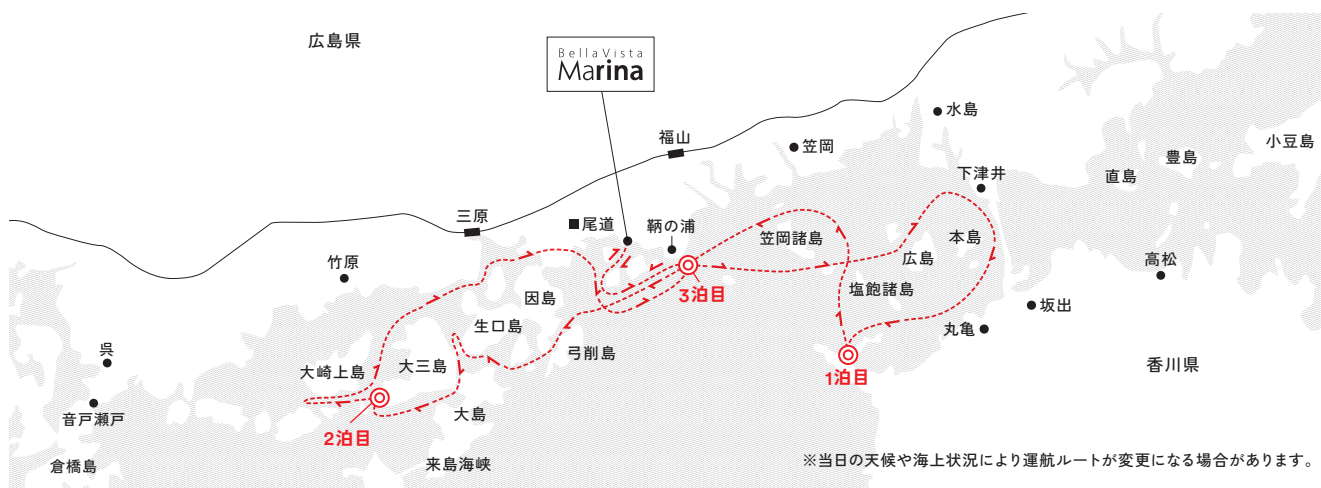 広島県
BellaVista
Marina
水島
福山
笠岡
小豆島
豊島
直島
下津井
三原
尾道
鞆の浦
笠岡諸島
本島
広島
高松
竹原
3泊目
塩飽諸島
因島
坂出
生口島
丸亀
弓削島
呉
大崎上島
大三島
1泊目
香川県
音戸瀬戸
大島
2泊目
倉橋島
来島海峡
※当日の天候や海上状況により運航ルートが変更になる場合があります。